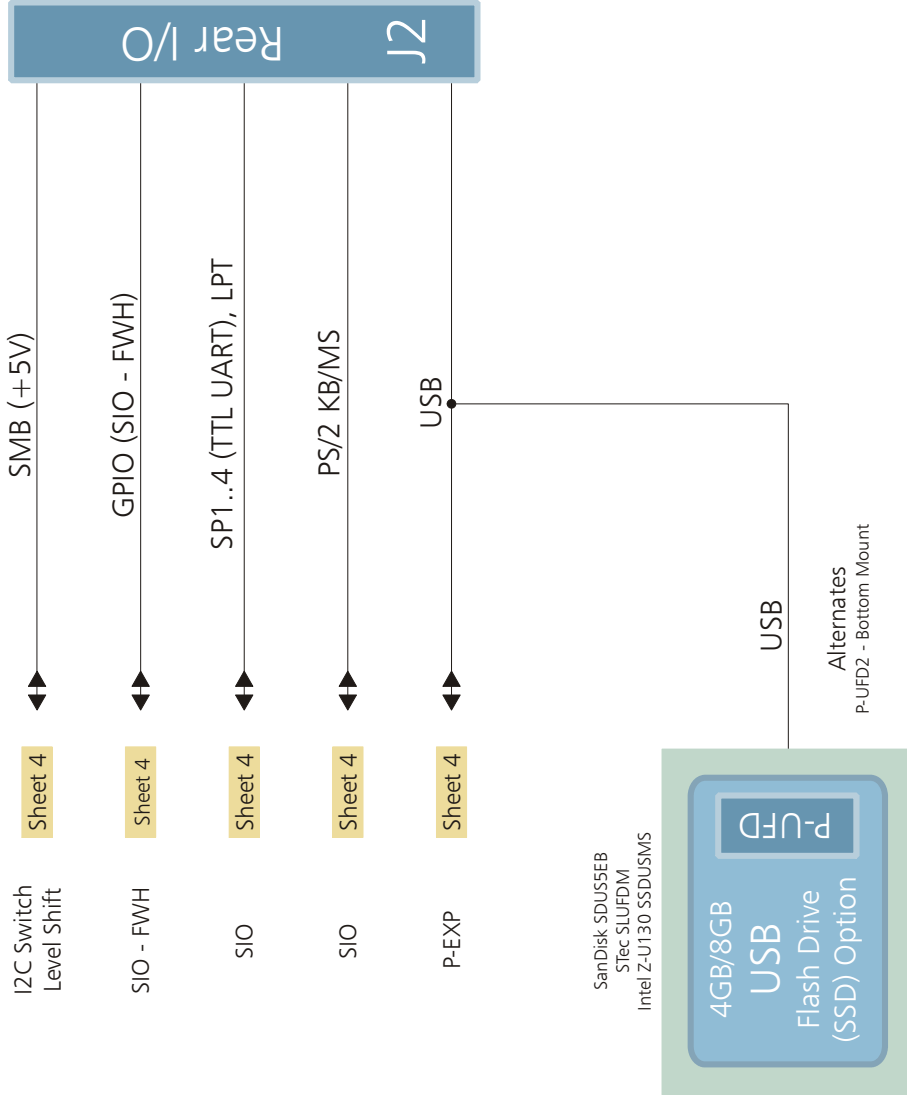 I2C Switch
Level Shift
Sheet 4
SMB (+5V)
SIO - FWH
Sheet 4
GPIO (SIO - FWH)
SIO
Sheet 4
SP1..4 (TTL UART), LPT
SIO
Sheet 4
PS/2 KB/MS
P-EXP
Sheet 4
USB
Rear I/O
J2
SanDisk SDUS5EB
STec SLUFDM
Intel Z-U130 SSDUSMS
4GB/8GB
USB
Flash Drive
(SSD) Option
P-UFD
USB
Alternates
P-UFD2 - Bottom Mount